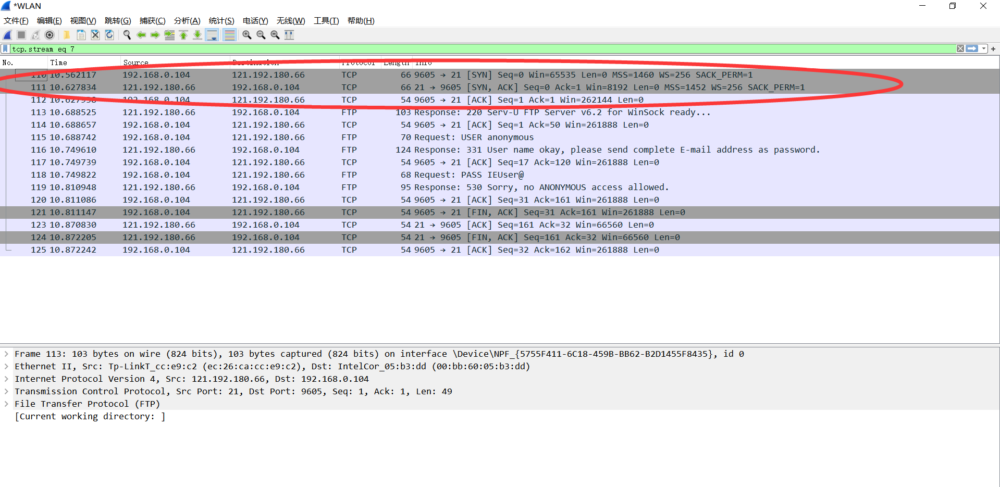 *WLAN
文件(F) 编辑(E) 视图(V) 跳转(G) 捕获(C) 分析(A) 统计(S) 电话(Y) 无线(W) 工具(T) 帮助(H)
tcp.stream eq 7
No. Time Source Destination Protocol Length Info
110 10.562117 192.168.0.104 121.192.180.66 TCP 66 9605 → 21 [SYN] Seq=0 Win=65535 Len=0 MSS=1460 WS=256 SACK_PERM=1
111 10.627834 121.192.180.66 192.168.0.104 TCP 66 21 → 9605 [SYN, ACK] Seq=0 Ack=1 Win=8192 Len=0 MSS=1452 WS=256 SACK_PERM=1
112 10.627938 192.168.0.104 121.192.180.66 TCP 54 9605 → 21 [ACK] Seq=1 Ack=1 Win=262144 Len=0
113 10.688525 121.192.180.66 192.168.0.104 FTP 103 Response: 220 Serv-U FTP Server v6.2 for WinSock ready...
114 10.688657 192.168.0.104 121.192.180.66 TCP 54 9605 → 21 [ACK] Seq=1 Ack=50 Win=261888 Len=0
115 10.688742 192.168.0.104 121.192.180.66 FTP 70 Request: USER anonymous
116 10.749610 121.192.180.66 192.168.0.104 FTP 124 Response: 331 User name okay, please send complete E-mail address as password.
117 10.749739 192.168.0.104 121.192.180.66 TCP 54 9605 → 21 [ACK] Seq=17 Ack=120 Win=261888 Len=0
118 10.749822 192.168.0.104 121.192.180.66 FTP 68 Request: PASS IEUser@
119 10.810948 121.192.180.66 192.168.0.104 FTP 95 Response: 530 Sorry, no ANONYMOUS access allowed.
120 10.811086 192.168.0.104 121.192.180.66 TCP 54 9605 → 21 [ACK] Seq=31 Ack=161 Win=261888 Len=0
121 10.811147 192.168.0.104 121.192.180.66 TCP 54 9605 → 21 [FIN, ACK] Seq=31 Ack=161 Win=261888 Len=0
123 10.870830 121.192.180.66 192.168.0.104 TCP 54 21 → 9605 [ACK] Seq=161 Ack=32 Win=66560 Len=0
124 10.872205 121.192.180.66 192.168.0.104 TCP 54 21 → 9605 [FIN, ACK] Seq=161 Ack=32 Win=66560 Len=0
125 10.872242 192.168.0.104 121.192.180.66 TCP 54 9605 → 21 [ACK] Seq=32 Ack=162 Win=261888 Len=0
Frame 113: 103 bytes on wire (824 bits), 103 bytes captured (824 bits) on interface \Device\NPF_{5755F411-6C18-459B-BB62-B2D1455F8435}, id 0
Ethernet II, Src: Tp-LinkT_cc:e9:c2 (ec:26:ca:cc:e9:c2), Dst: IntelCor_05:b3:dd (00:bb:60:05:b3:dd)
Internet Protocol Version 4, Src: 121.192.180.66, Dst: 192.168.0.104
Transmission Control Protocol, Src Port: 21, Dst Port: 9605, Seq: 1, Ack: 1, Len: 49
File Transfer Protocol (FTP)
[Current working directory: ]